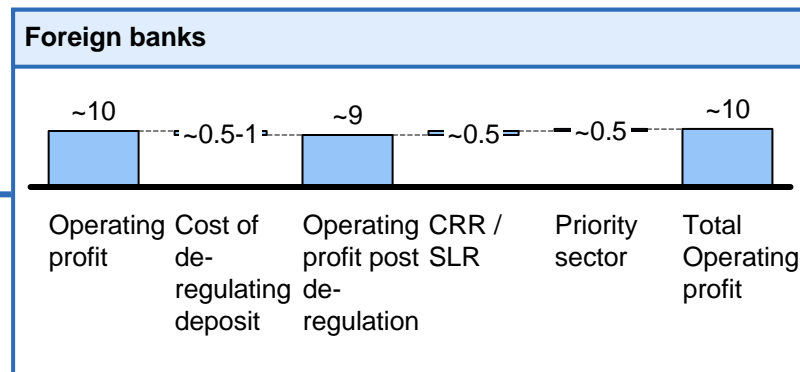 Foreign banks
~10
~0.5-1
~9
~0.5
~0.5
~10
Operating
profit
Cost of
de-
regulating
deposit
Operating
profit post
de-
regulation
CRR /
SLR
Priority
sector
Total
Operating
profit